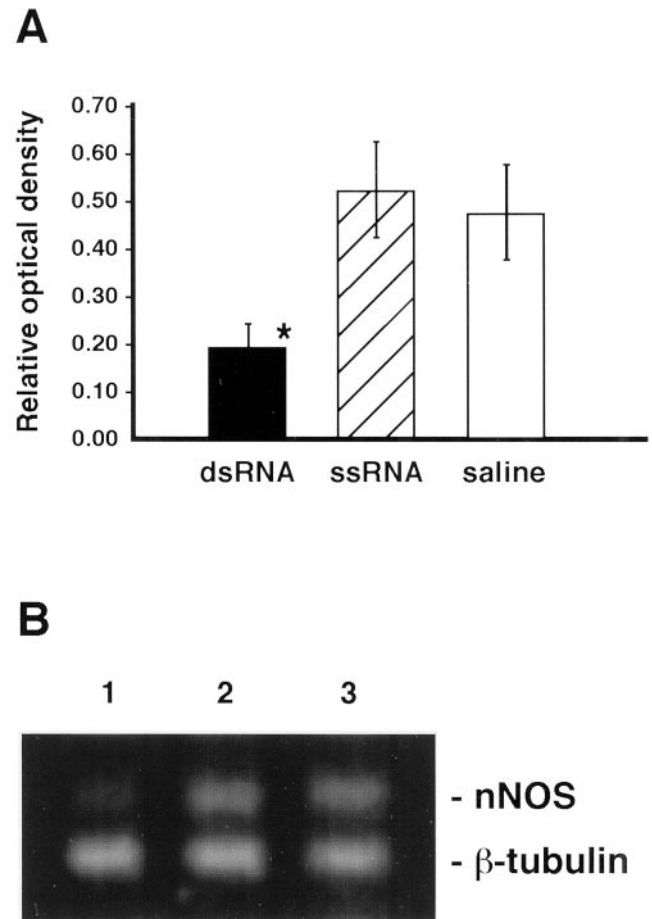 A
Relative optical density
0.70
0.60
0.50
0.40
0.30
0.20
0.10
0.00
*
dsRNA ssRNA saline
B
1 2 3
- nNOS
- β-tubulin